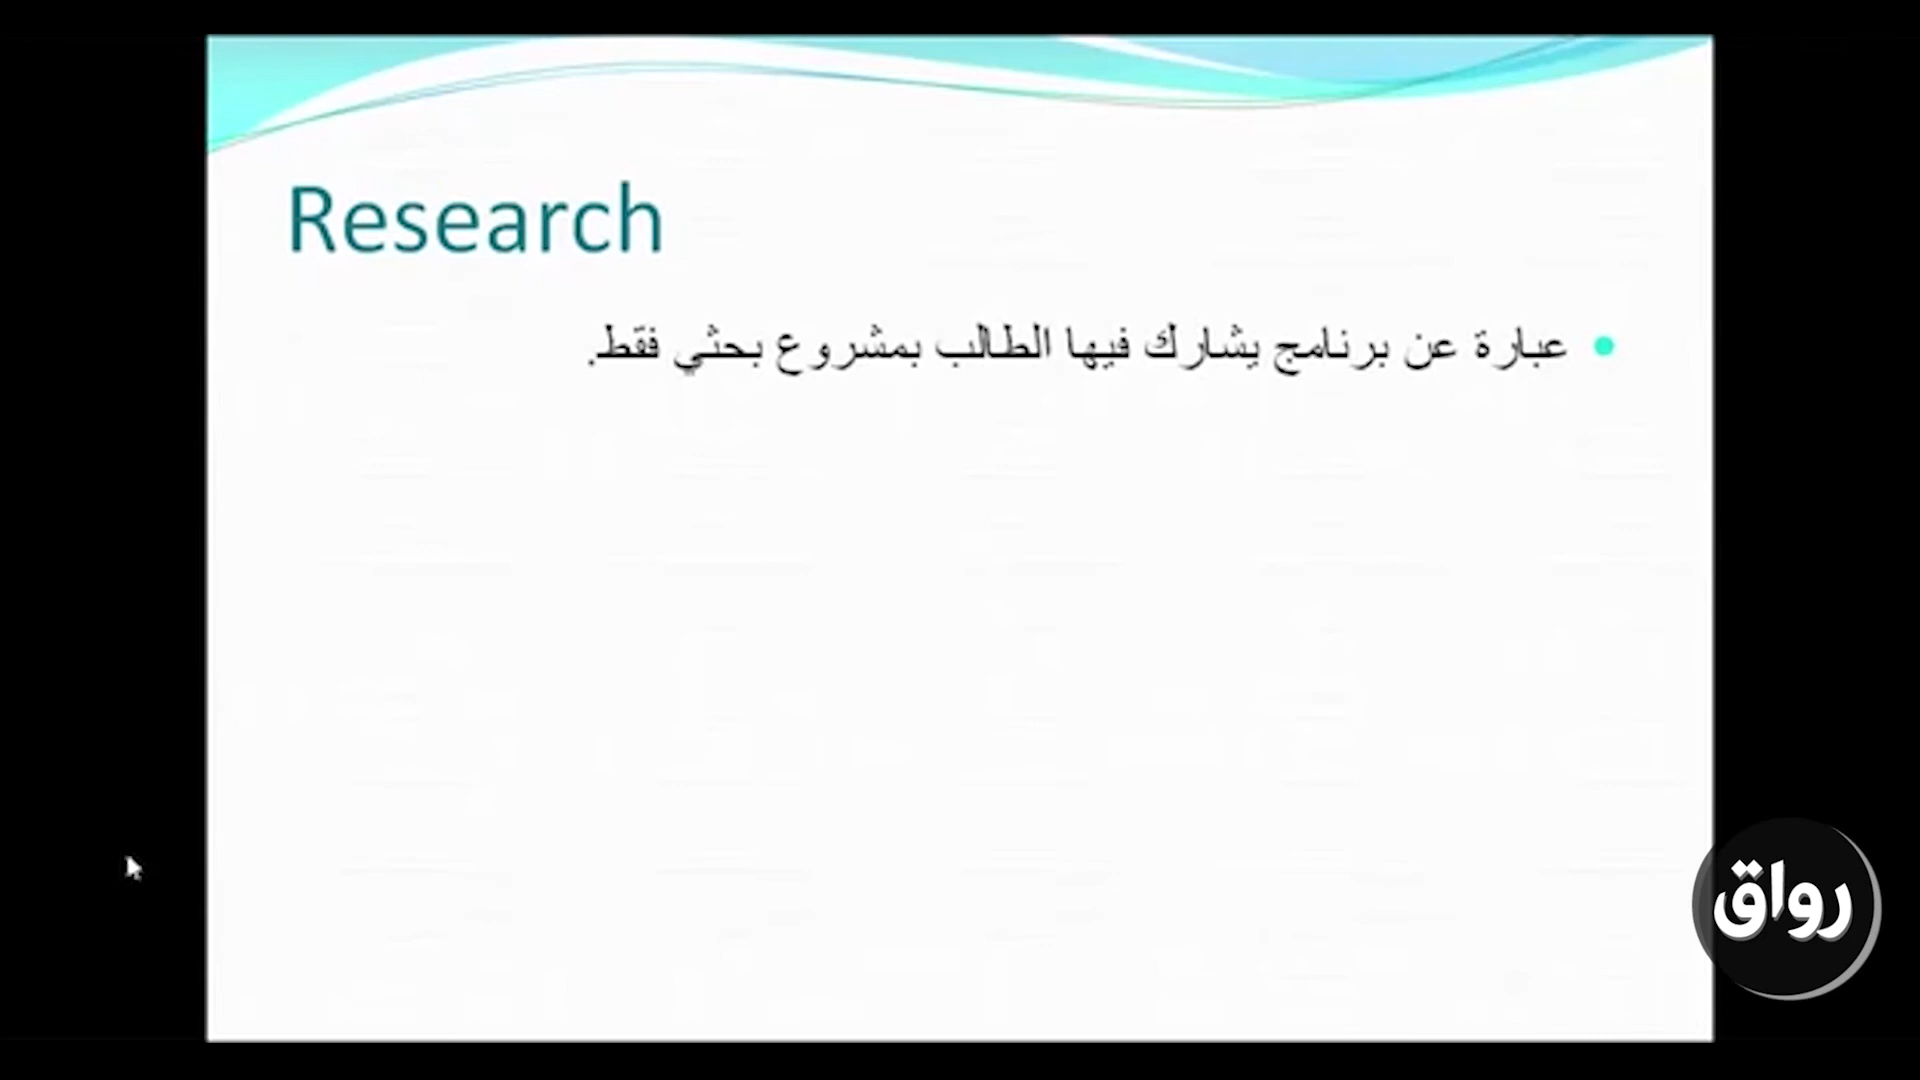 Research
عبارة عن برنامج يشارك فيها الطالب بمشروع بحثي فقط.
رواق